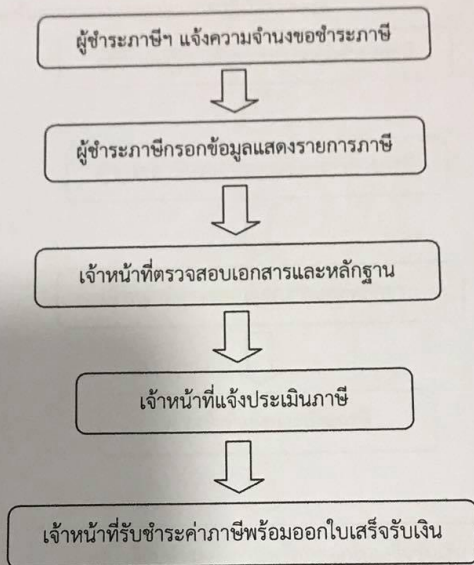 ผู้ชำระภาษีฯ แจ้งความจำนงขอชำระภาษี
ผู้ชำระภาษีกรอกข้อมูลแสดงรายการภาษี
เจ้าหน้าที่ตรวจสอบเอกสารและหลักฐาน
เจ้าหน้าที่แจ้งประเมินภาษี
เจ้าหน้าที่รับชำระค่าภาษีพร้อมออกใบเสร็จรับเงิน